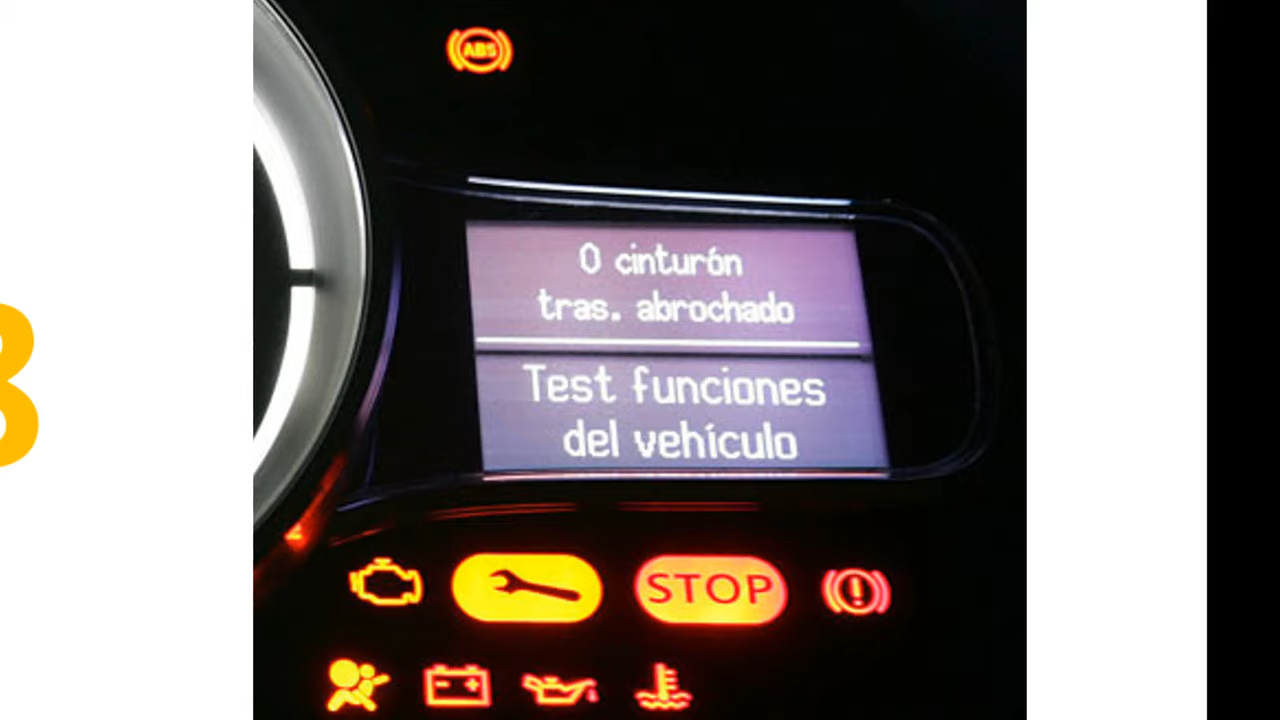 ABS
0 cinturón
tras. abrochado
Test funciones
del vehículo
STOP